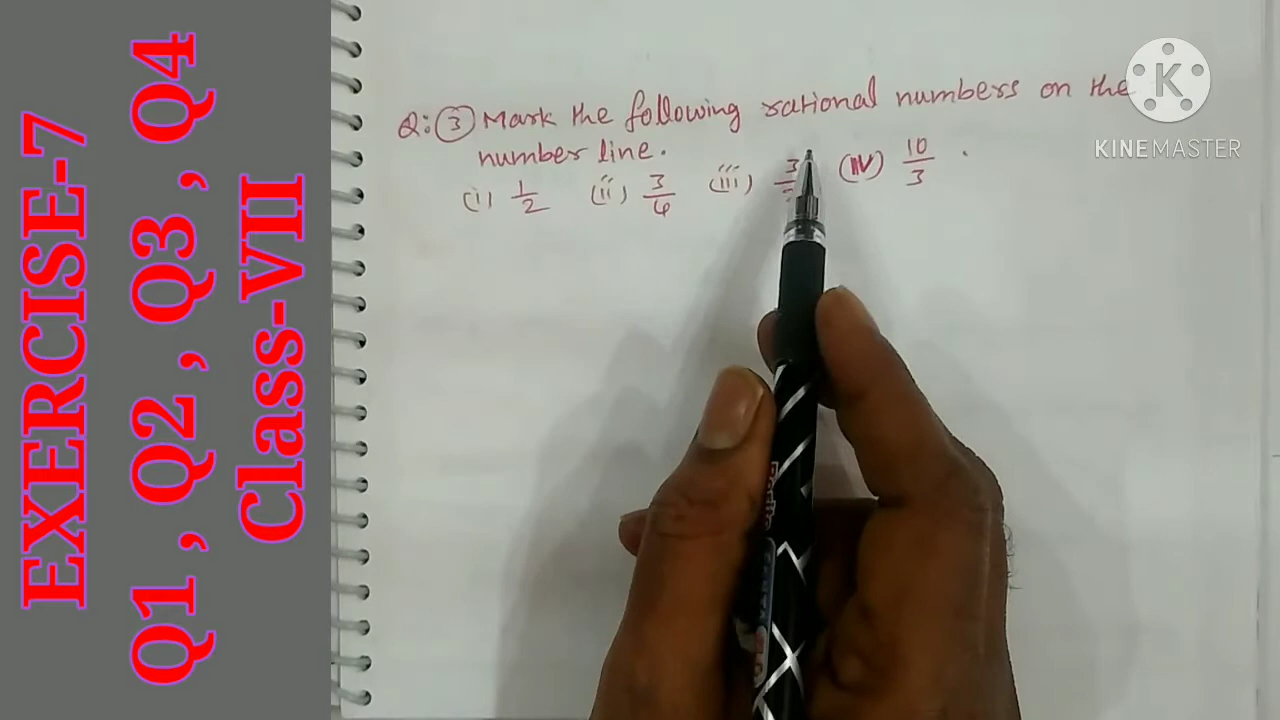 EXERCISE-7
Q1 , Q2 , Q3 , Q4
Class-VII
Q: ③ Mark the following rational numbers on the
number line.
(i) 1/2 (ii) 3/4 (iii) 3/ (IV) 10/3 .
K
KINEMASTER